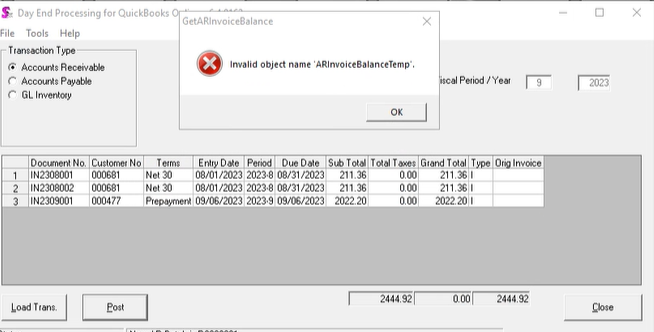 Day End Processing for QuickBooks
GetARInvoiceBalance
File Tools Help
Transaction Type
Accounts Receivable
Accounts Payable
GL Inventory
Invalid object name 'ARInvoiceBalanceTemp'.
OK
iscal Period / Year 9 2023
Document No. Customer No Terms Entry Date Period Due Date Sub Total Total Taxes Grand Total Type Orig Invoice
1 IN2308001 000681 Net 30 08/01/2023 2023-8 08/31/2023 211.36 0.00 211.36 I
2 IN2308002 000681 Net 30 08/01/2023 2023-8 08/31/2023 211.36 0.00 211.36 I
3 IN2309001 000477 Prepayment 09/06/2023 2023-9 09/06/2023 2022.20 0.00 2022.20 I
2444.92 0.00 2444.92
Load Trans. Post Close